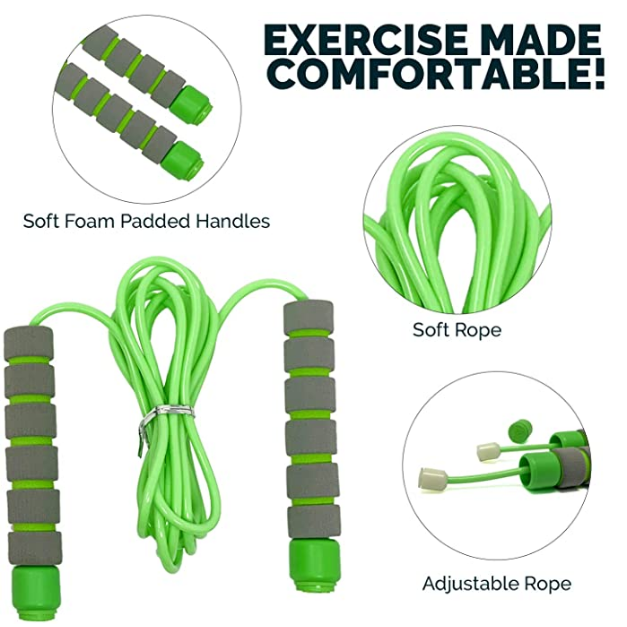 EXERCISE MADE
COMFORTABLE!
Soft Foam Padded Handles
Soft Rope
Adjustable Rope